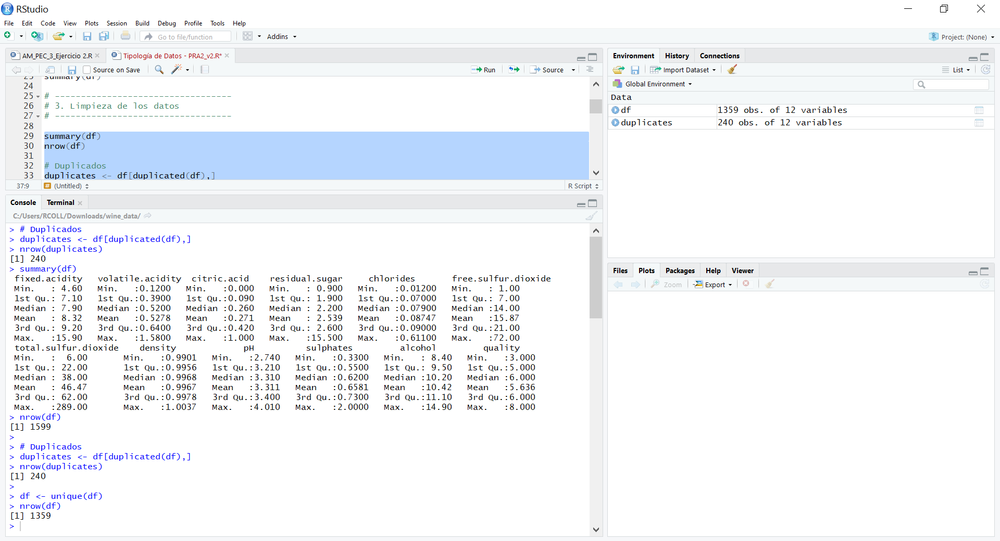 RStudio
File Edit Code View Plots Session Build Debug Profile Tools Help
Go to file/function Addins Project: (None)
AM_PEC_3_Ejercicio 2.R Tipología de Datos - PRA2_v2.R*
Source on Save Run Source
23 summary(df)
24
25 # ----------------------------------
26 # 3. Limpieza de los datos
27 # ----------------------------------
28
29 summary(df)
30 nrow(df)
31
32 # Duplicados
33 duplicates <- df[duplicated(df),]
37:9 (Untitled) R Script
Console Terminal
C:/Users/RCOLL/Downloads/wine_data/
> # Duplicados
> duplicates <- df[duplicated(df),]
> nrow(duplicates)
[1] 240
> summary(df)
fixed.acidity volatile.acidity citric.acid residual.sugar chlorides free.sulfur.dioxide
Min. : 4.60 Min. :0.1200 Min. :0.000 Min. : 0.900 Min. :0.01200 Min. : 1.00
1st Qu.: 7.10 1st Qu.:0.3900 1st Qu.:0.090 1st Qu.: 1.900 1st Qu.:0.07000 1st Qu.: 7.00
Median : 7.90 Median :0.5200 Median :0.260 Median : 2.200 Median :0.07900 Median :14.00
Mean : 8.32 Mean :0.5278 Mean :0.271 Mean : 2.539 Mean :0.08747 Mean :15.87
3rd Qu.: 9.20 3rd Qu.:0.6400 3rd Qu.:0.420 3rd Qu.: 2.600 3rd Qu.:0.09000 3rd Qu.:21.00
Max. :15.90 Max. :1.5800 Max. :1.000 Max. :15.500 Max. :0.61100 Max. :72.00
total.sulfur.dioxide density pH sulphates alcohol quality
Min. : 6.00 Min. :0.9901 Min. :2.740 Min. :0.3300 Min. : 8.40 Min. :3.000
1st Qu.: 22.00 1st Qu.:0.9956 1st Qu.:3.210 1st Qu.:0.5500 1st Qu.: 9.50 1st Qu.:5.000
Median : 38.00 Median :0.9968 Median :3.310 Median :0.6200 Median :10.20 Median :6.000
Mean : 46.47 Mean :0.9967 Mean :3.311 Mean :0.6581 Mean :10.42 Mean :5.636
3rd Qu.: 62.00 3rd Qu.:0.9978 3rd Qu.:3.400 3rd Qu.:0.7300 3rd Qu.:11.10 3rd Qu.:6.000
Max. :289.00 Max. :1.0037 Max. :4.010 Max. :2.0000 Max. :14.90 Max. :8.000
> nrow(df)
[1] 1599
>
> # Duplicados
> duplicates <- df[duplicated(df),]
> nrow(duplicates)
[1] 240
>
> df <- unique(df)
> nrow(df)
[1] 1359
>
Environment History Connections
Import Dataset List
Global Environment
Data
df 1359 obs. of 12 variables
duplicates 240 obs. of 12 variables
Files Plots Packages Help Viewer
Zoom Export